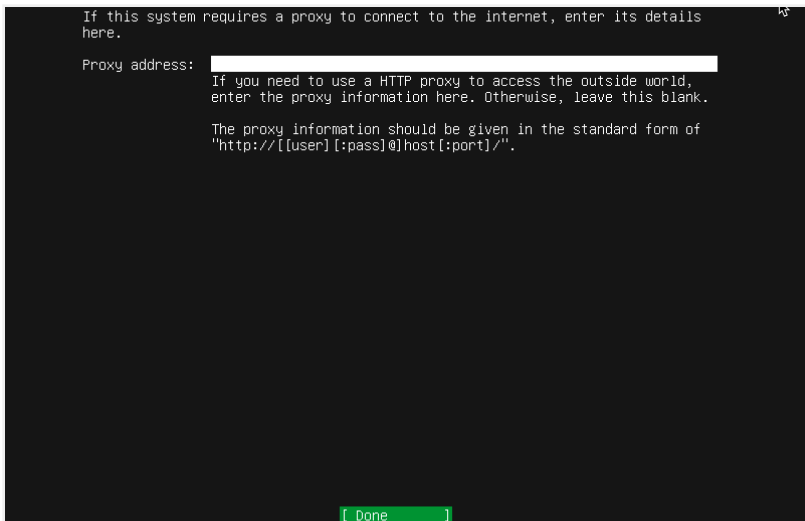 If this system requires a proxy to connect to the internet, enter its details
here.
Proxy address:
If you need to use a HTTP proxy to access the outside world,
enter the proxy information here. Otherwise, leave this blank.
The proxy information should be given in the standard form of
"http://[[user][:pass]@]host[:port]/".
[ Done ]